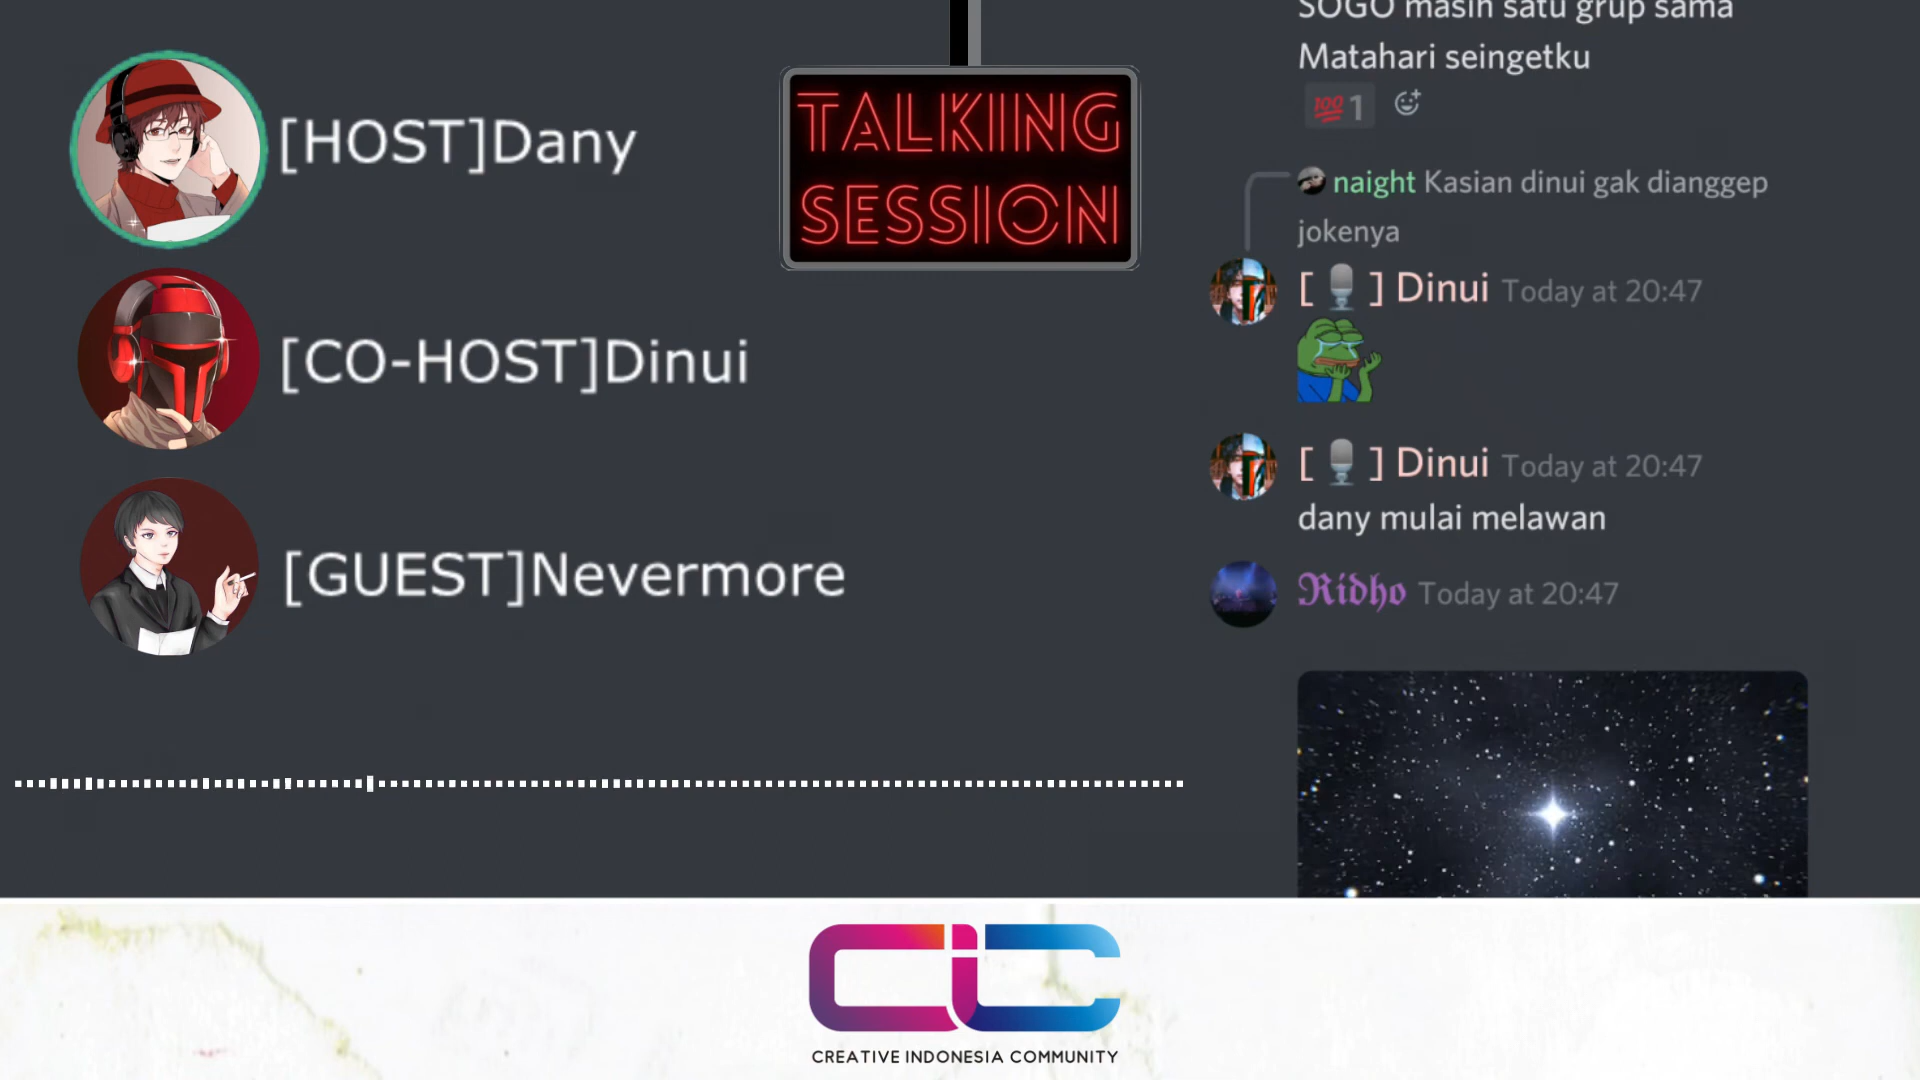 [HOST]Dany
[CO-HOST]Dinui
[GUEST]Nevermore
TALKING
SESSION
SOGO masih satu grup sama
Matahari seingetku
100 1
naight Kasian dinui gak dianggep
jokenya
[ ] Dinui Today at 20:47
[ ] Dinui Today at 20:47
dany mulai melawan
Ridho Today at 20:47
CIC
CREATIVE INDONESIA COMMUNITY